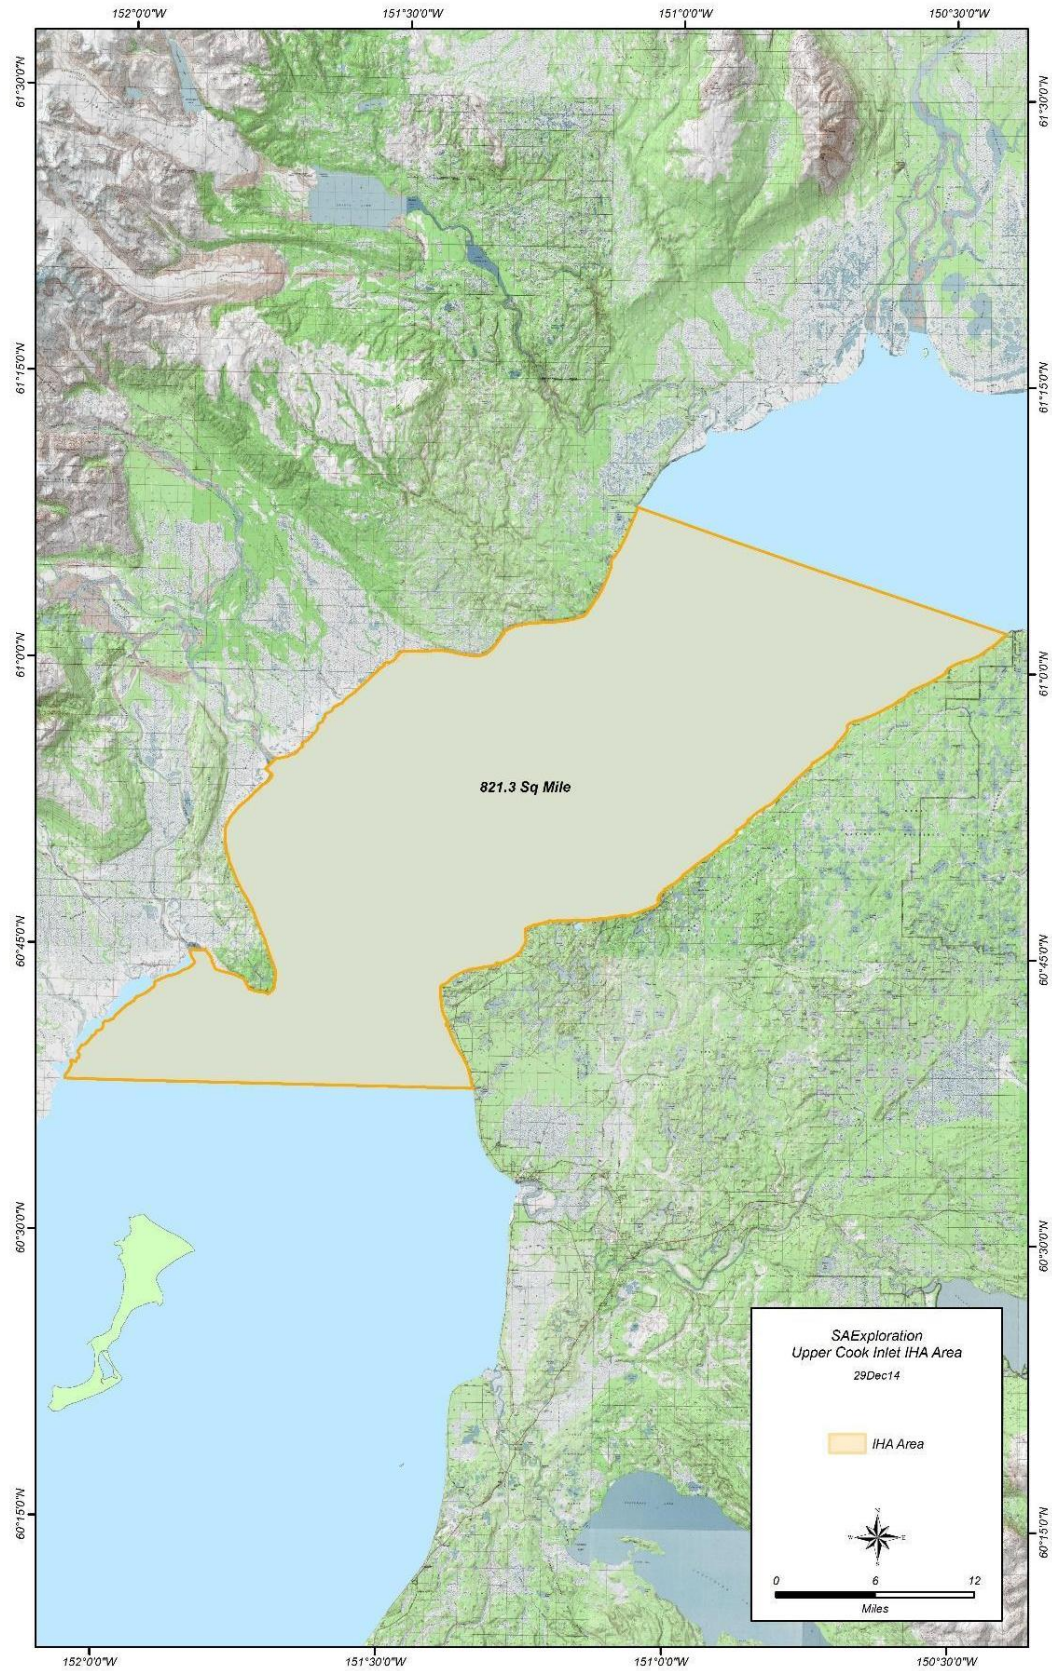 152°0'0"W 151°30'0"W 151°0'0"W 150°30'0"W
61°30'0"N 61°30'0"N
61°15'0"N 61°15'0"N
61°0'0"N 61°0'0"N
821.3 Sq Mile
60°45'0"N 60°45'0"N
60°30'0"N 60°30'0"N
SAExploration
Upper Cook Inlet IHA Area
29Dec14
IHA Area
60°15'0"N 60°15'0"N
N
W E
S
0 6 12
Miles
152°0'0"W 151°30'0"W 151°0'0"W 150°30'0"W